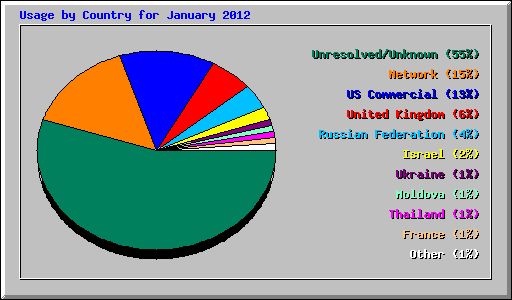 Usage by Country for January 2012
Unresolved/Unknown (55%)
Network (15%)
US Commercial (13%)
United Kingdom (6%)
Russian Federation (4%)
Israel (2%)
Ukraine (1%)
Moldova (1%)
Thailand (1%)
France (1%)
Other (1%)